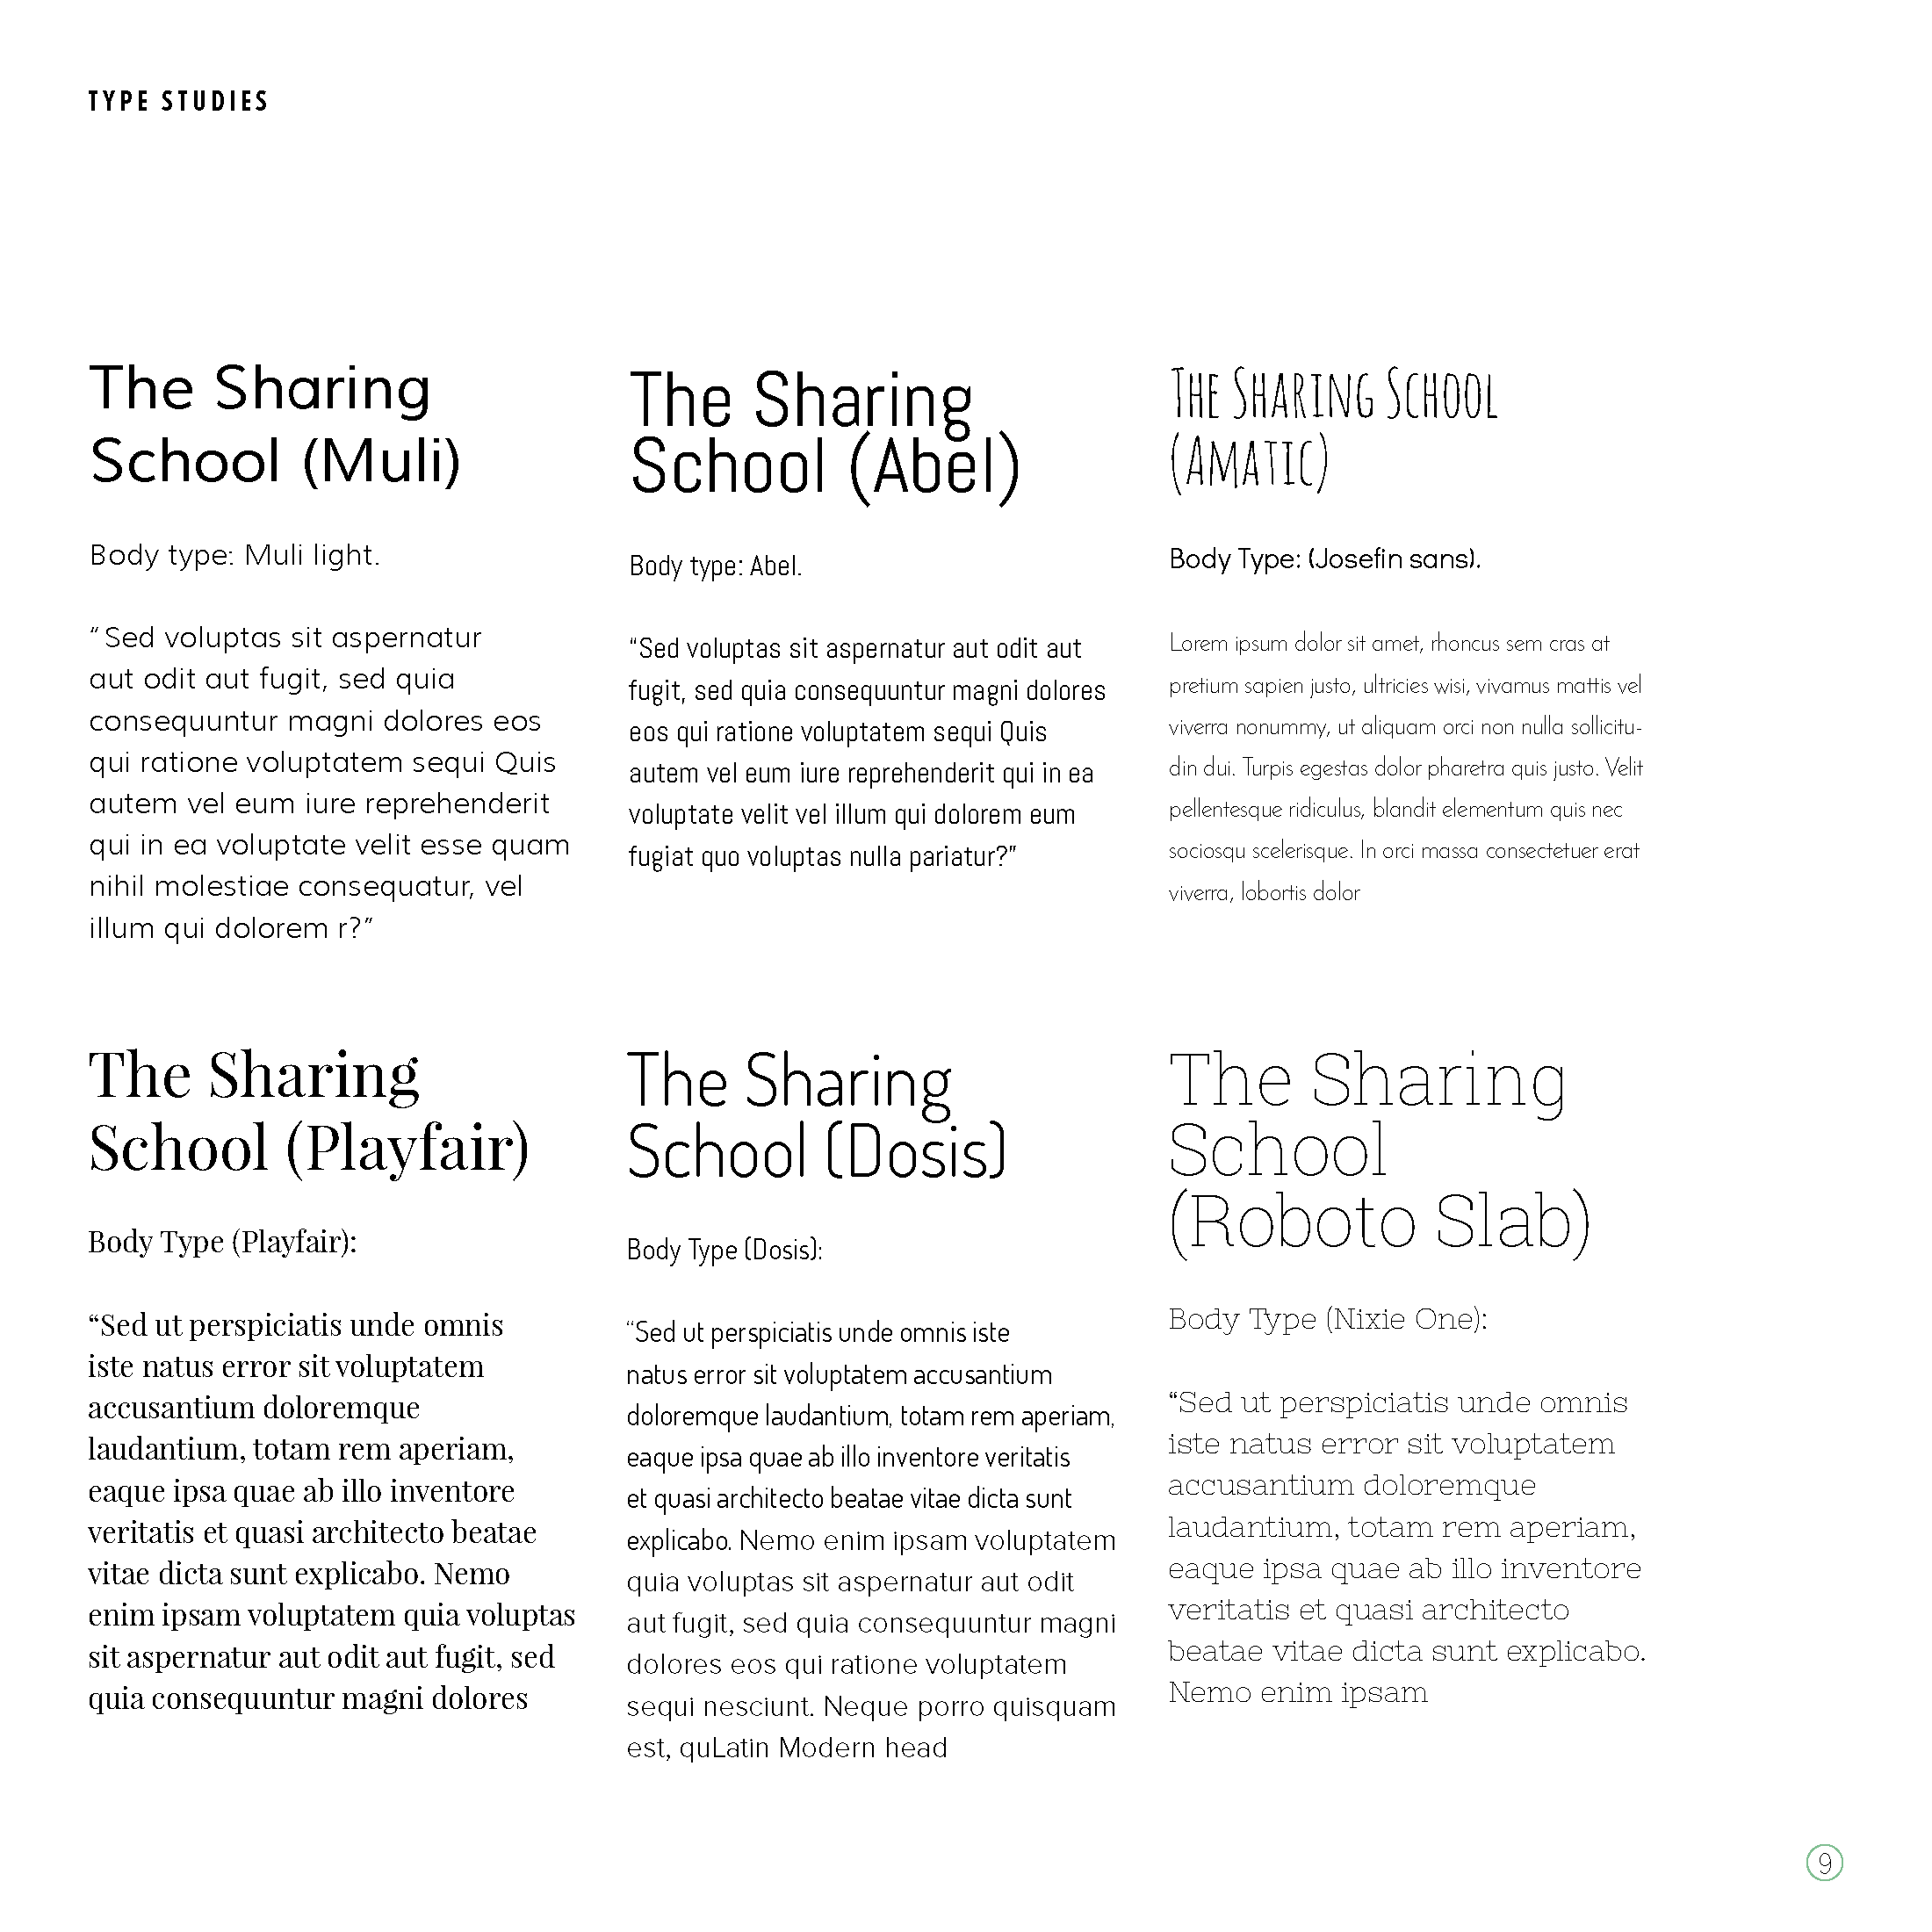 TYPE STUDIES
The Sharing
School (Muli)
Body type: Muli light.
“Sed voluptas sit aspernatur
aut odit aut fugit, sed quia
consequuntur magni dolores eos
qui ratione voluptatem sequi Quis
autem vel eum iure reprehenderit
qui in ea voluptate velit esse quam
nihil molestiae consequatur, vel
illum qui dolorem r?”
The Sharing
School (Abel)
Body type: Abel.
“Sed voluptas sit aspernatur aut odit aut
fugit, sed quia consequuntur magni dolores
eos qui ratione voluptatem sequi Quis
autem vel eum iure reprehenderit qui in ea
voluptate velit vel illum qui dolorem eum
fugiat quo voluptas nulla pariatur?”
The Sharing School
(Amatic)
Body Type: (Josefin sans).
Lorem ipsum dolor sit amet, rhoncus sem cras at
pretium sapien justo, ultricies wisi, vivamus mattis vel
viverra nonummy, ut aliquam orci non nulla sollicitu-
din dui. Turpis egestas dolor pharetra quis justo. Velit
pellentesque ridiculus, blandit elementum quis nec
sociosqu scelerisque. In orci massa consectetuer erat
viverra, lobortis dolor
The Sharing
School (Playfair)
Body Type (Playfair):
“Sed ut perspiciatis unde omnis
iste natus error sit voluptatem
accusantium doloremque
laudantium, totam rem aperiam,
eaque ipsa quae ab illo inventore
veritatis et quasi architecto beatae
vitae dicta sunt explicabo. Nemo
enim ipsam voluptatem quia voluptas
sit aspernatur aut odit aut fugit, sed
quia consequuntur magni dolores
The Sharing
School (Dosis)
Body Type (Dosis):
“Sed ut perspiciatis unde omnis iste
natus error sit voluptatem accusantium
doloremque laudantium, totam rem aperiam,
eaque ipsa quae ab illo inventore veritatis
et quasi architecto beatae vitae dicta sunt
explicabo. Nemo enim ipsam voluptatem
quia voluptas sit aspernatur aut odit
aut fugit, sed quia consequuntur magni
dolores eos qui ratione voluptatem
sequi nesciunt. Neque porro quisquam
est, quLatin Modern head
The Sharing
School
(Roboto Slab)
Body Type (Nixie One):
“Sed ut perspiciatis unde omnis
iste natus error sit voluptatem
accusantium doloremque
laudantium, totam rem aperiam,
eaque ipsa quae ab illo inventore
veritatis et quasi architecto
beatae vitae dicta sunt explicabo.
Nemo enim ipsam
9